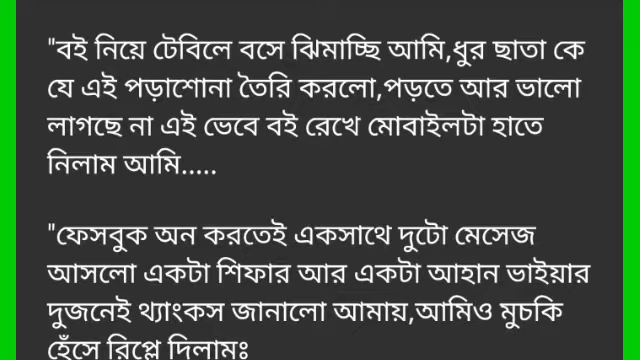 "বই নিয়ে টেবিলে বসে ঝিমাচ্ছি আমি,ধুর ছাতা কে
যে এই পড়াশোনা তৈরি করলো,পড়তে আর ভালো
লাগছে না এই ভেবে বই রেখে মোবাইলটা হাতে
নিলাম আমি.....
"ফেসবুক অন করতেই একসাথে দুটো মেসেজ
আসলো একটা শিফার আর একটা আহান ভাইয়ার
দুজনেই থ্যাংকস জানালো আমায়,আমিও মুচকি
হেঁসে রিপ্লে দিলামঃ